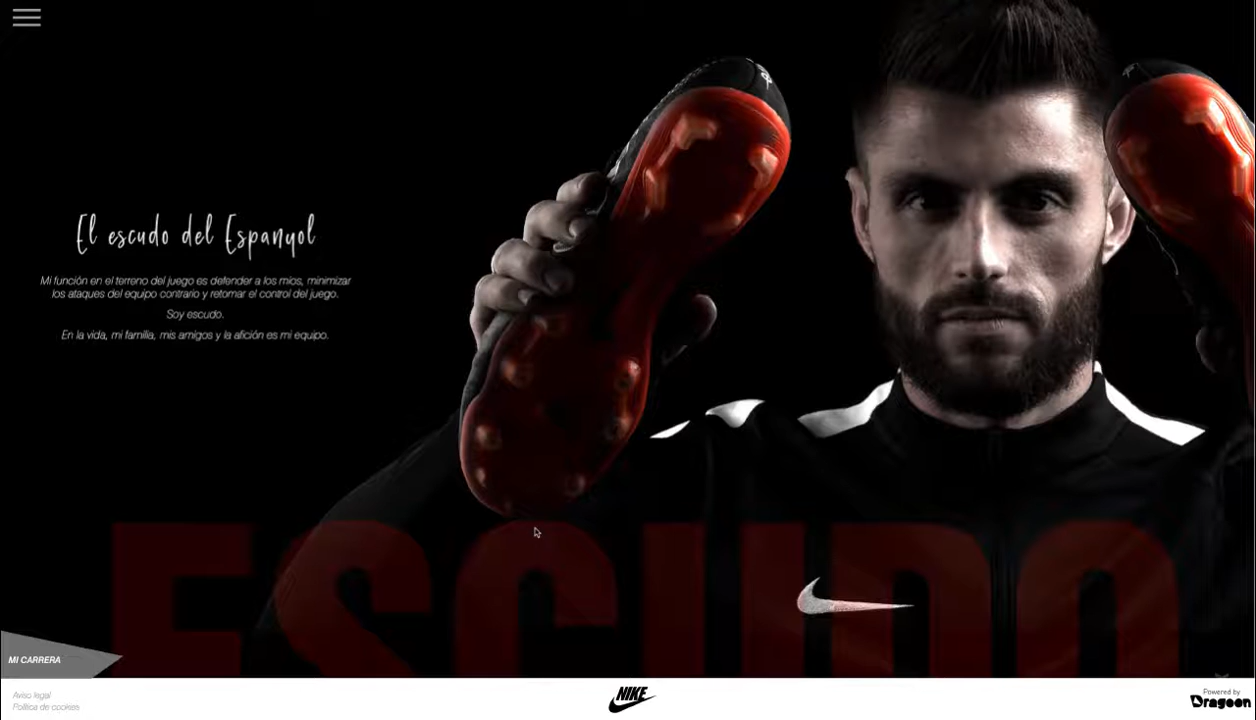 El escudo del Espanyol
Mi función en el terreno del juego es defender a los míos, minimizar
los ataques del equipo contrario y retomar el control del juego.
Soy escudo.
En la vida, mi familia, mis amigos y la afición es mi equipo.
ESCUDO
MI CARRERA
Aviso legal
Política de cookies
NIKE
Powered by
Dragoon